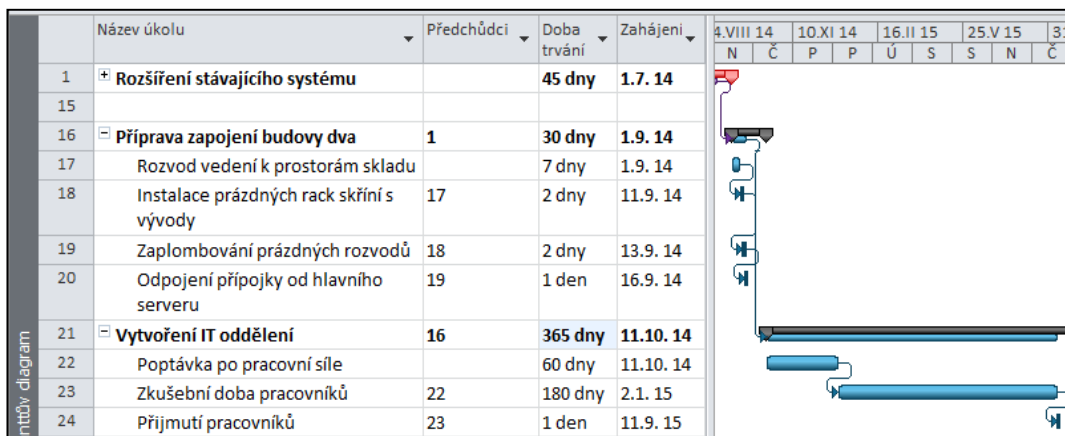 Název úkolu Předchůdci Doba trvání Zahájeni
4.VIII 14 10.XI 14 16.II 15 25.V 15 31
N Č P P Ú S S N Č
1 Rozšíření stávajícího systému 45 dny 1.7. 14
15
16 Příprava zapojení budovy dva 1 30 dny 1.9. 14
17 Rozvod vedení k prostorám skladu 7 dny 1.9. 14
18 Instalace prázdných rack skříní s 17 2 dny 11.9. 14
vývody
19 Zaplombování prázdných rozvodů 18 2 dny 13.9. 14
20 Odpojení přípojky od hlavního 19 1 den 16.9. 14
serveru
21 Vytvoření IT oddělení 16 365 dny 11.10. 14
22 Poptávka po pracovní síle 60 dny 11.10. 14
23 Zkušební doba pracovníků 22 180 dny 2.1. 15
24 Přijmutí pracovníků 23 1 den 11.9. 15
nttův diagram